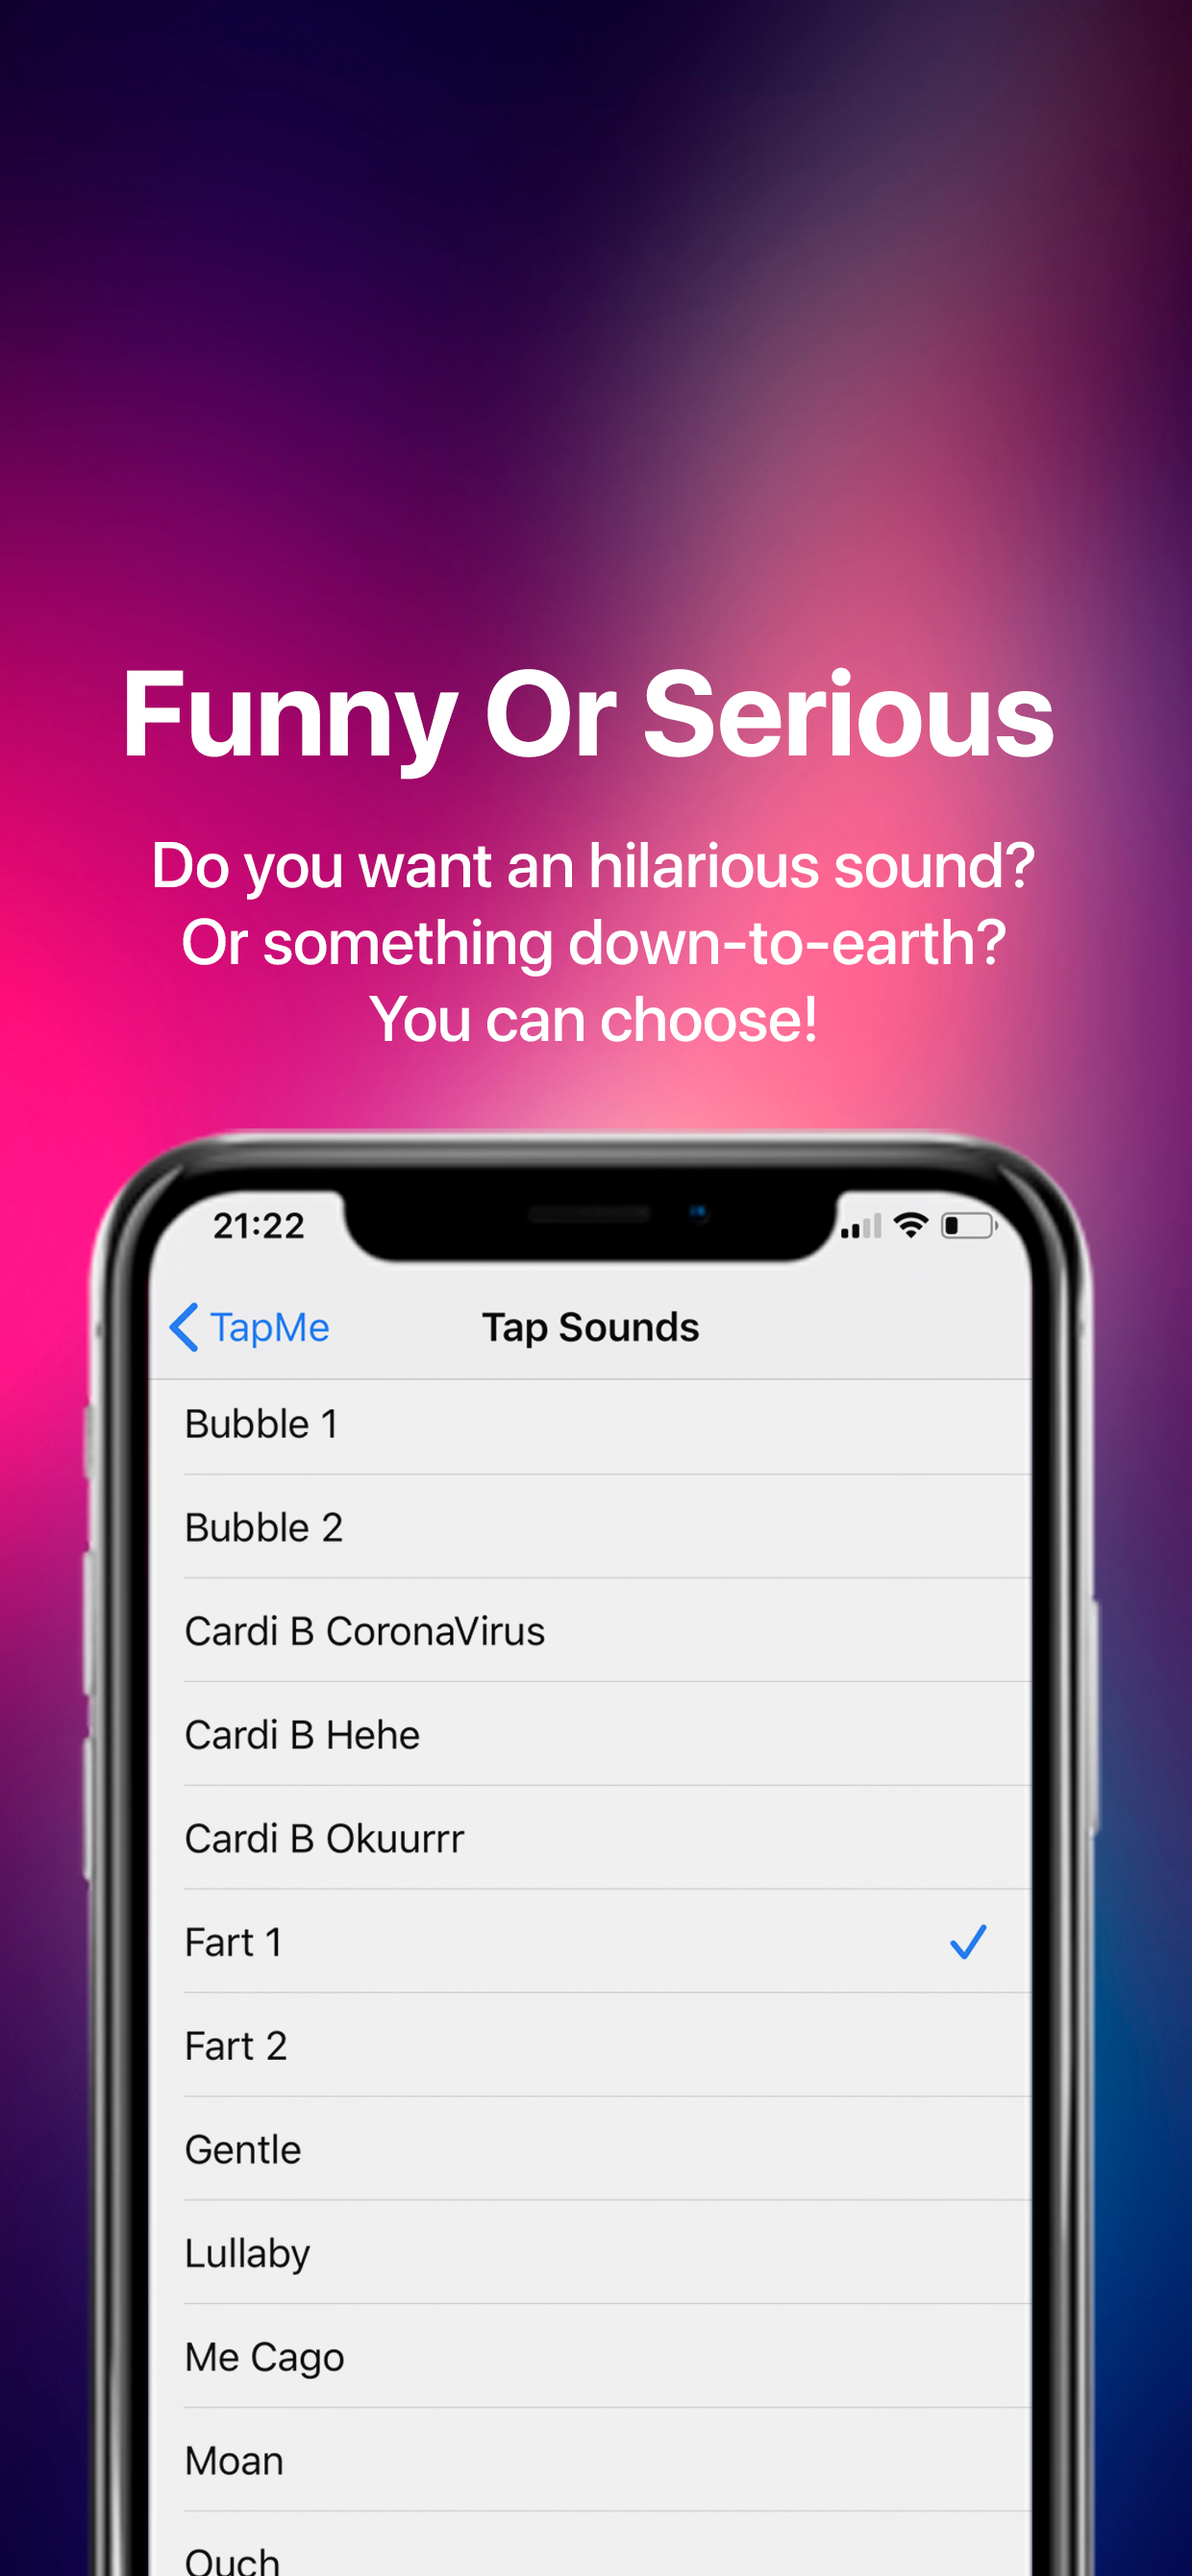 Funny Or Serious
Do you want an hilarious sound?
Or something down-to-earth?
You can choose!
21:22
TapMe
Tap Sounds
Bubble 1
Bubble 2
Cardi B CoronaVirus
Cardi B Hehe
Cardi B Okuurrr
Fart 1
Fart 2
Gentle
Lullaby
Me Cago
Moan
Ouch